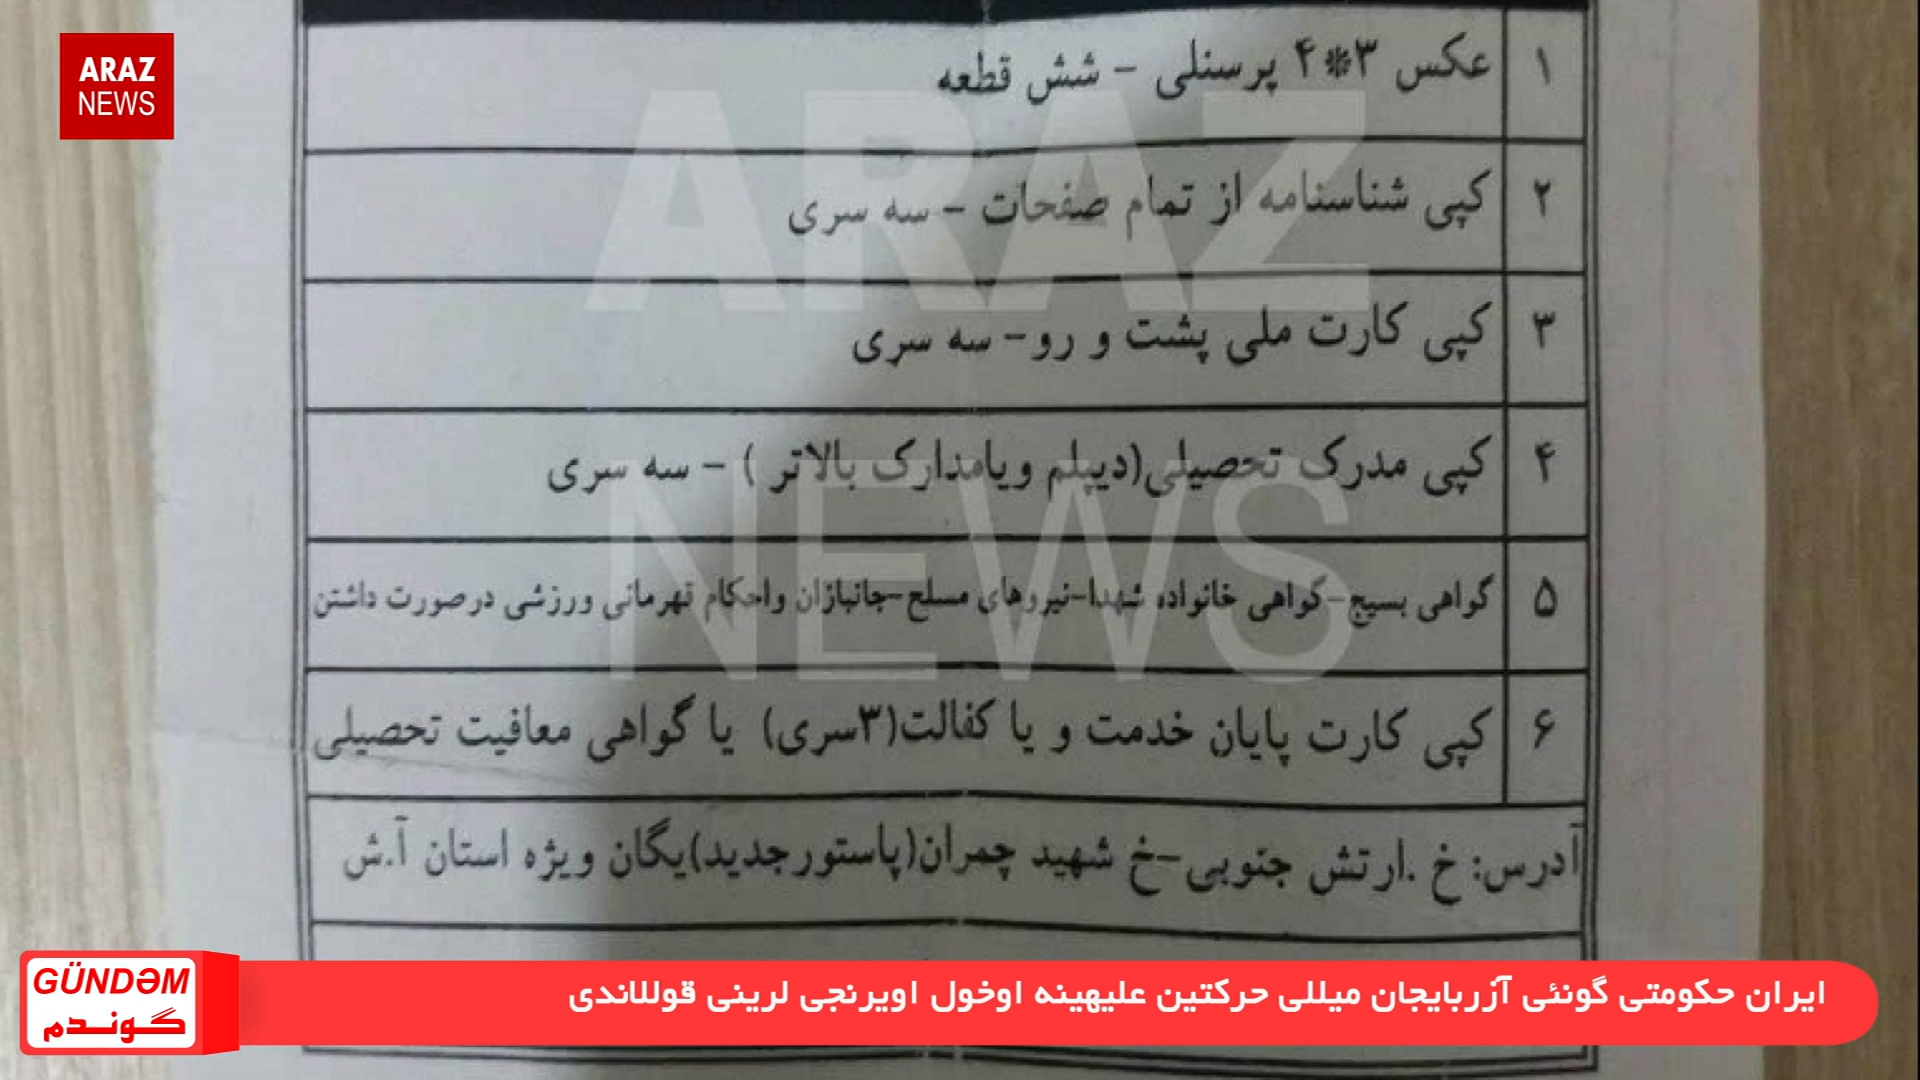 ARAZ
NEWS
۱ عکس ۳*۴ پرسنلی - شش قطعه
۲ کپی شناسنامه از تمام صفحات - سه سری
۳ کپی کارت ملی پشت و رو- سه سری
۴ کپی مدرک تحصیلی(دیپلم ویامدارک بالاتر ) - سه سری
۵ گواهی بسیج-گواهی خانواده شهدا-نیروهای مسلح-جانبازان واحکام قهرمانی ورزشی درصورت داشتن
۶ کپی کارت پایان خدمت و یا کفالت(۳سری) یا گواهی معافیت تحصیلی
آدرس: خ .ارتش جنوبی-خ شهید چمران(پاستورجدید)یگان ویژه استان آ.ش
ARAZ
NEWS
GÜNDƏM
گوندم
ایران حکومتی گونئی آزربایجان میللی حرکتین علیهینه اوخول اویرنجی لرینی قوللاندی